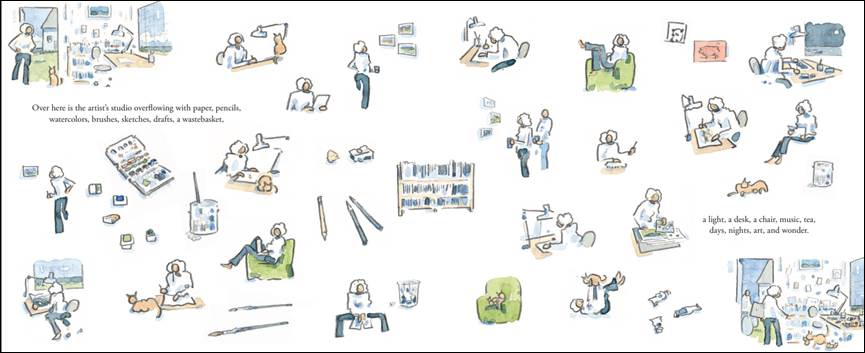 Over here is the artist's studio overflowing with paper, pencils,
watercolors, brushes, sketches, drafts, a wastebasket,
a light, a desk, a chair, music, tea,
days, nights, art, and wonder.